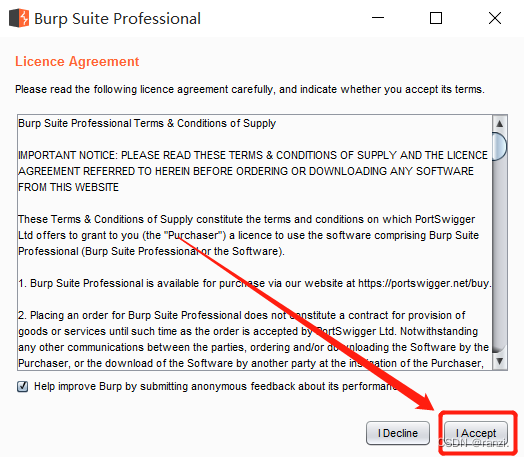 Burp Suite Professional
Licence Agreement
Please read the following licence agreement carefully, and indicate whether you accept its terms.
Burp Suite Professional Terms & Conditions of Supply
IMPORTANT NOTICE: PLEASE READ THESE TERMS & CONDITIONS OF SUPPLY AND THE LICENCE
AGREEMENT REFERRED TO HEREIN BEFORE ORDERING OR DOWNLOADING ANY SOFTWARE
FROM THIS WEBSITE
These Terms & Conditions of Supply constitute the terms and conditions on which PortSwigger
Ltd offers to grant to you (the "Purchaser") a licence to use the software comprising Burp Suite
Professional (Burp Suite Professional or the Software).
1. Burp Suite Professional is available for purchase via our website at https://portswigger.net/buy.
2. Placing an order for Burp Suite Professional does not constitute a contract for provision of
goods or services until such time as the order is accepted by PortSwigger Ltd. Notwithstanding
any other communications between the parties, ordering and/or downloading the Software by the
Purchaser, or the download of the Software by another party at the instigation of the Purchaser,
Help improve Burp by submitting anonymous feedback about its performance
I Decline
I Accept
CSDN @ranzi.